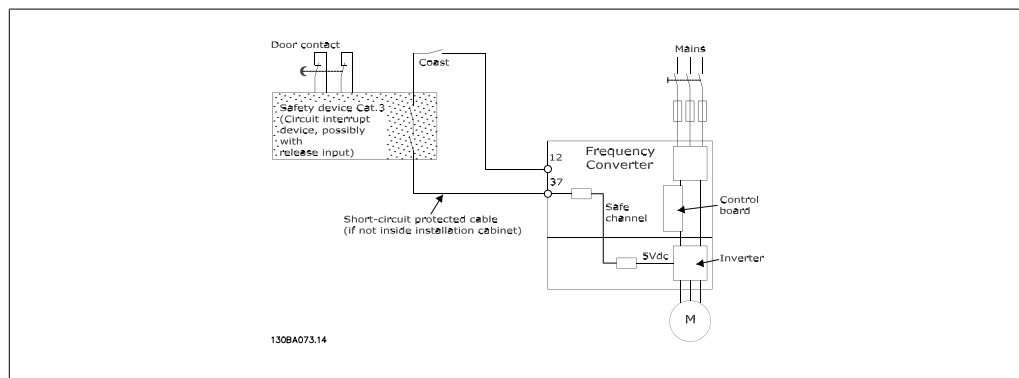 Door contact
Coast
Mains
Safety device Cat.3
(Circuit interrupt
device, possibly
with
release input)
12
Frequency
Converter
37
Safe
channel
Control
board
Short-circuit protected cable
(if not inside installation cabinet)
5Vdc
Inverter
M
130BA073.14